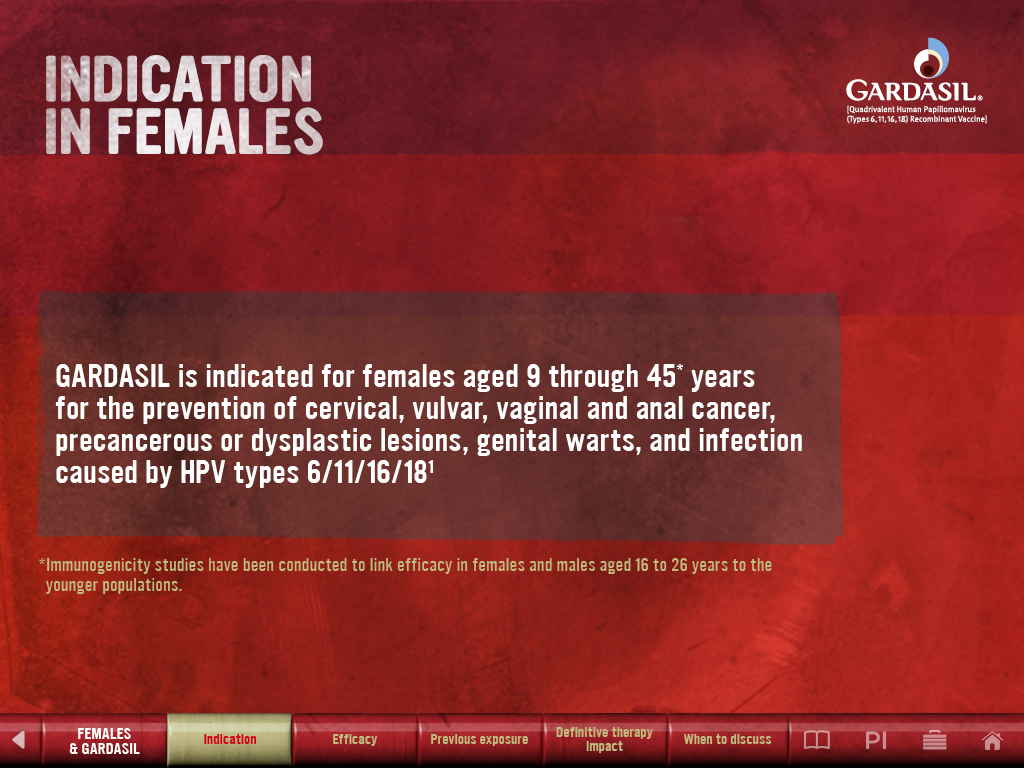 INDICATION
IN FEMALES
GARDASIL®
[Quadrivalent Human Papillomavirus
(Types 6, 11, 16, 18) Recombinant Vaccine]
GARDASIL is indicated for females aged 9 through 45* years
for the prevention of cervical, vulvar, vaginal and anal cancer,
precancerous or dysplastic lesions, genital warts, and infection
caused by HPV types 6/11/16/18¹
*Immunogenicity studies have been conducted to link efficacy in females and males aged 16 to 26 years to the
younger populations.
FEMALES
& GARDASIL
Indication
Efficacy
Previous exposure
Definitive therapy
impact
When to discuss
PI